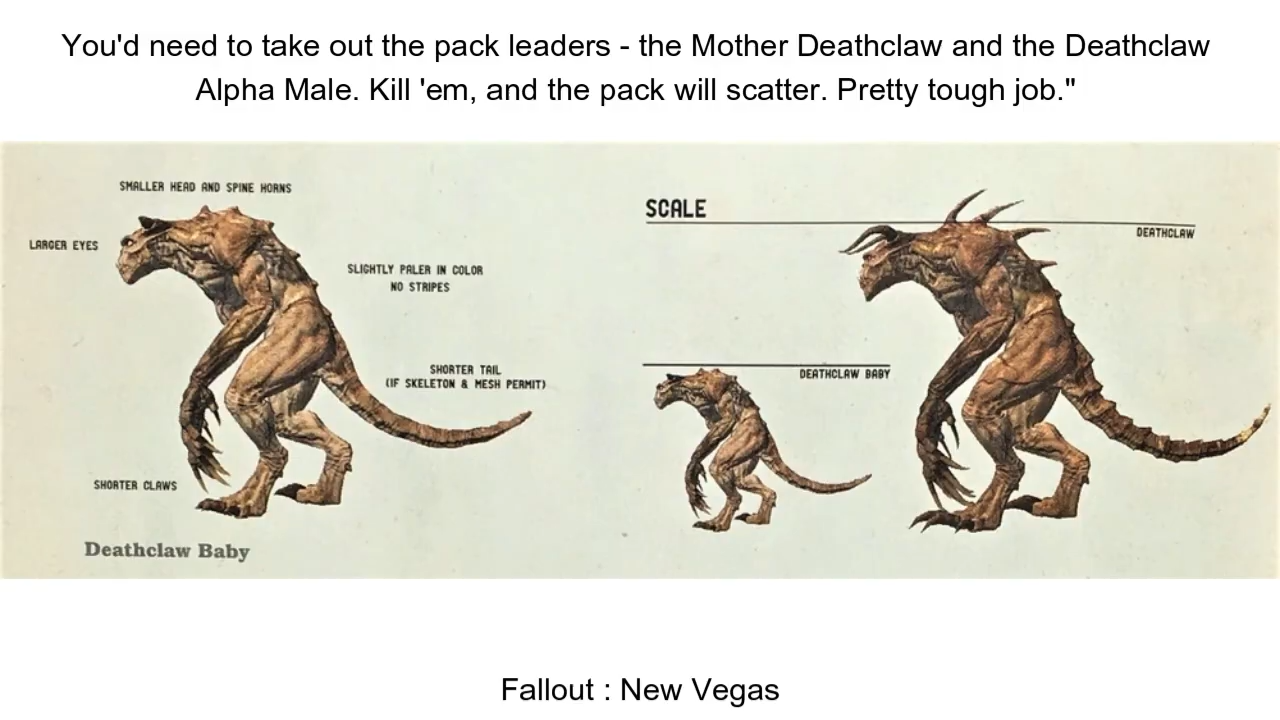 You'd need to take out the pack leaders - the Mother Deathclaw and the Deathclaw
Alpha Male. Kill 'em, and the pack will scatter. Pretty tough job."
SMALLER HEAD AND SPINE HORNS
LARGER EYES
SLIGHTLY PALER IN COLOR
NO STRIPES
SHORTER TAIL
(IF SKELETON & MESH PERMIT)
SHORTER CLAWS
Deathclaw Baby
SCALE
DEATHCLAW
DEATHCLAW BABY
Fallout : New Vegas